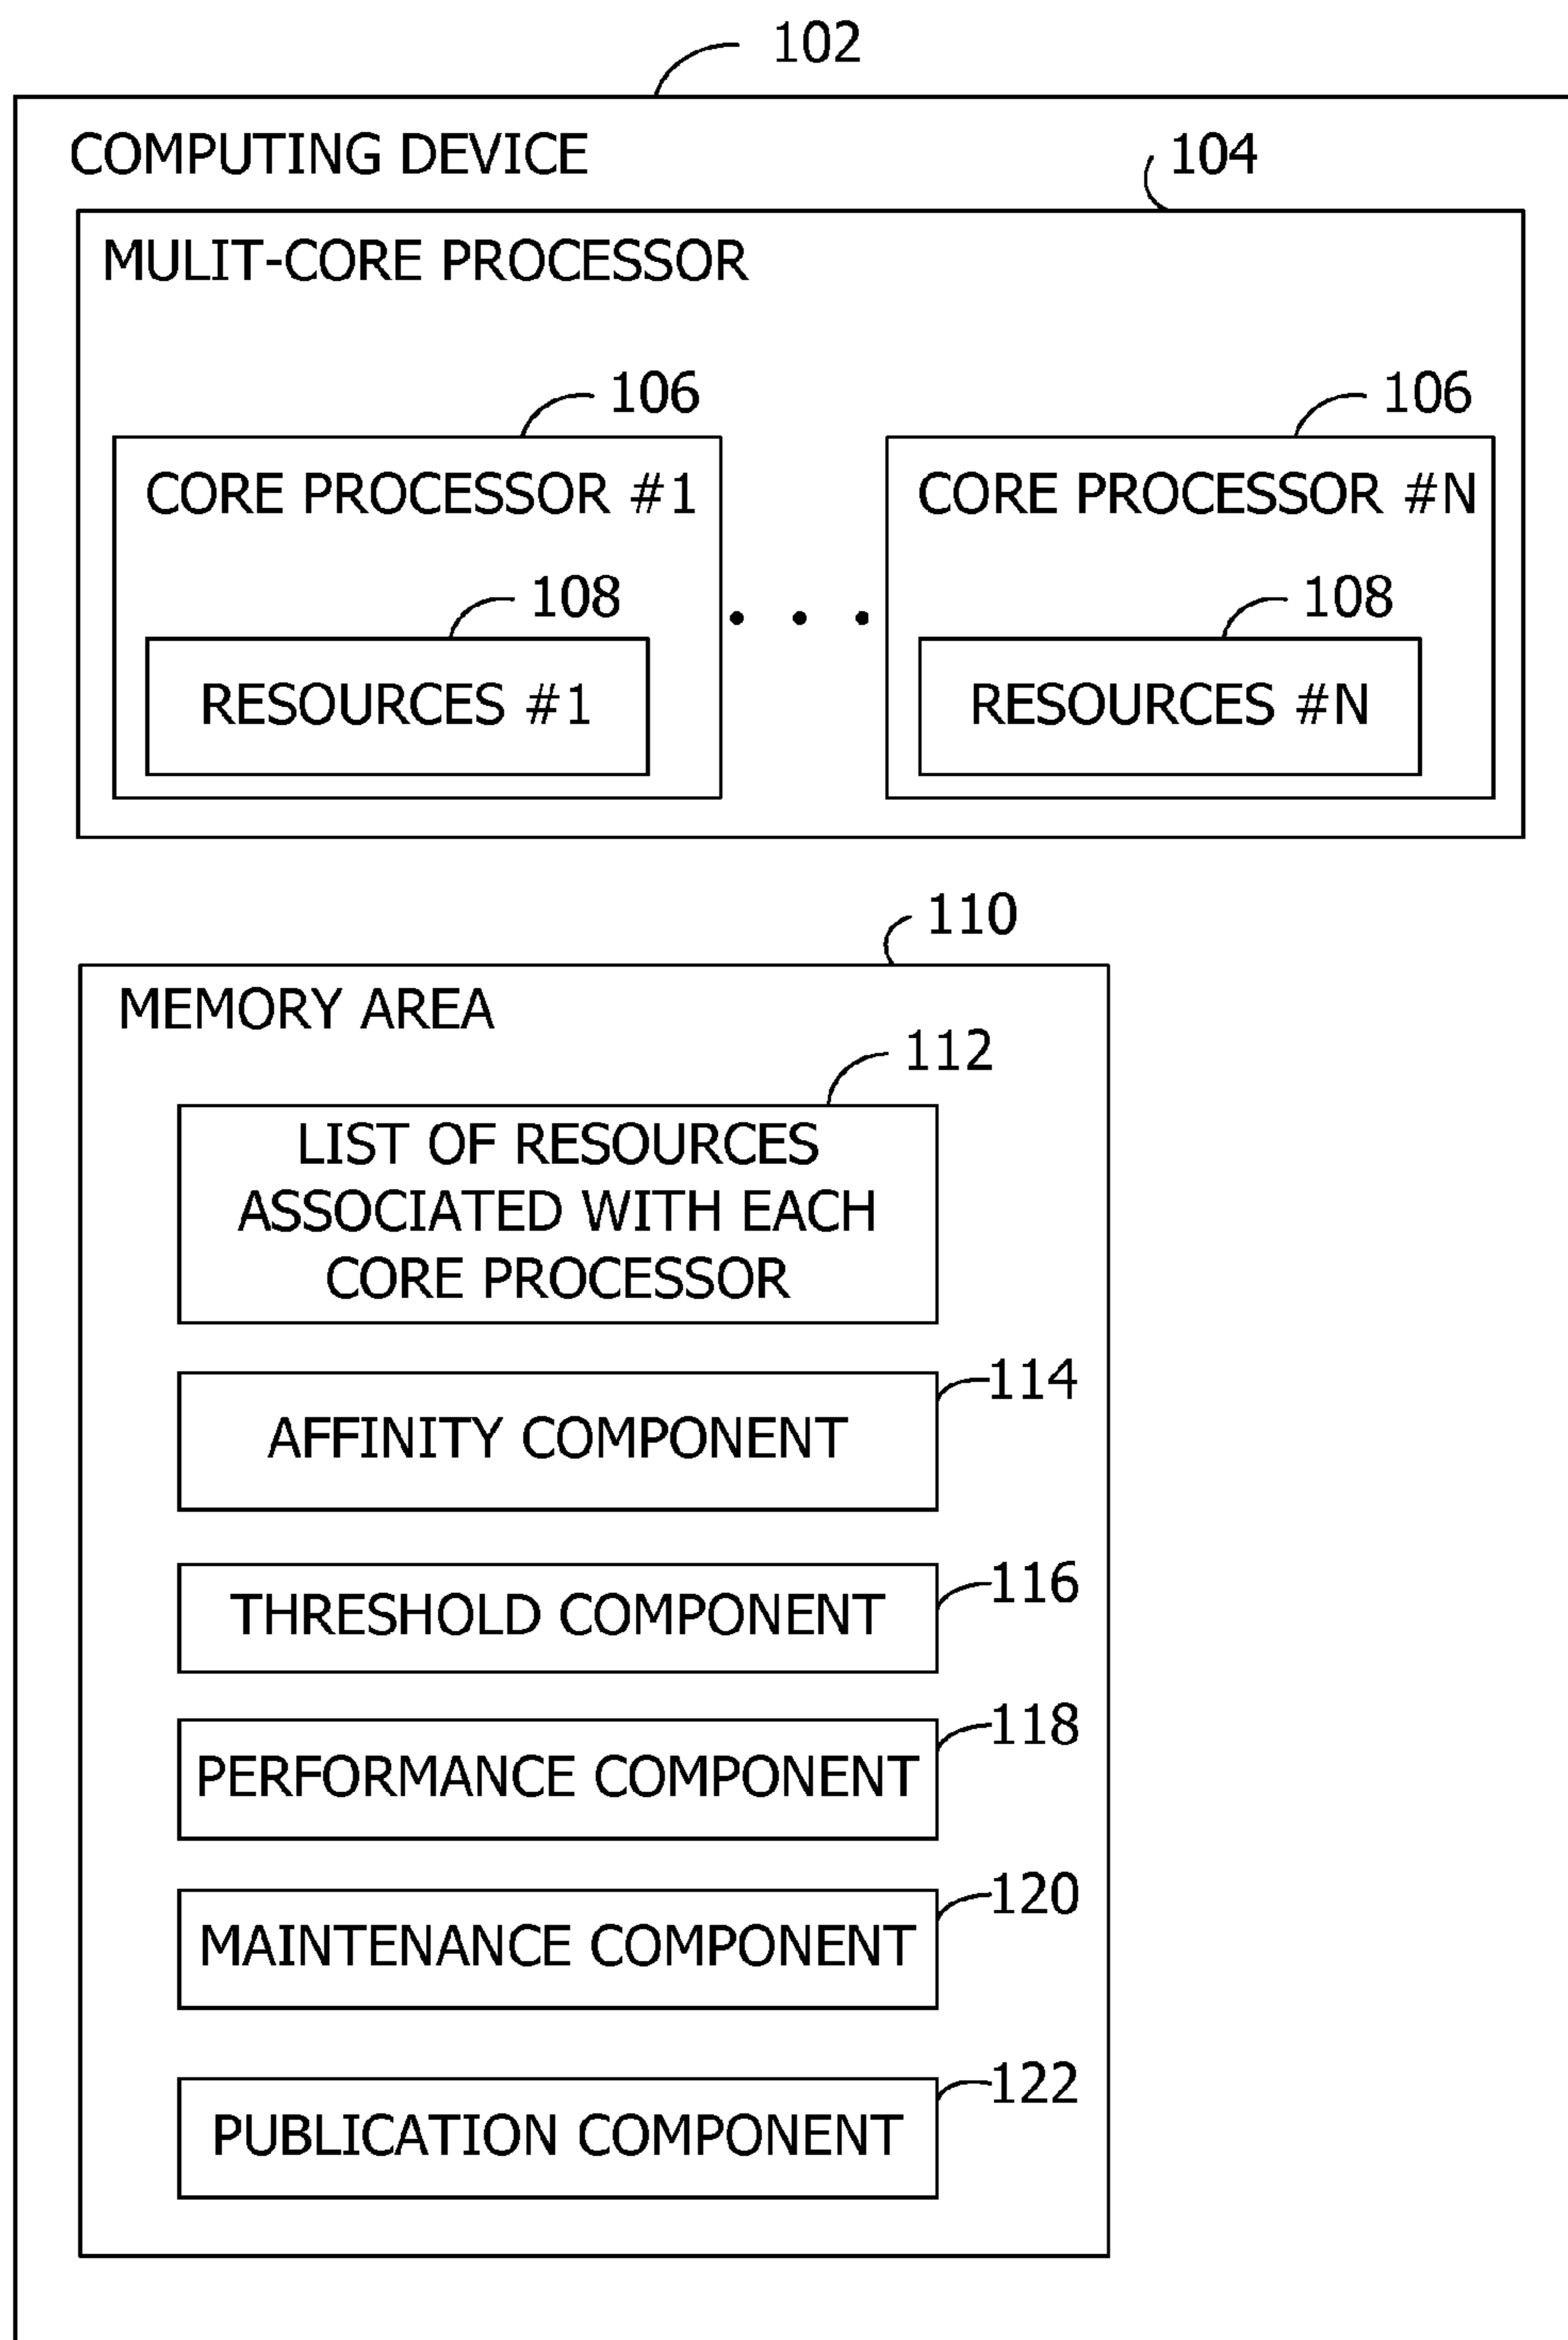 102
COMPUTING DEVICE
104
MULIT-CORE PROCESSOR
106
106
CORE PROCESSOR #1
CORE PROCESSOR #N
108
108
RESOURCES #1
RESOURCES #N
110
MEMORY AREA
112
LIST OF RESOURCES
ASSOCIATED WITH EACH
CORE PROCESSOR
114
AFFINITY COMPONENT
116
THRESHOLD COMPONENT
118
PERFORMANCE COMPONENT
120
MAINTENANCE COMPONENT
122
PUBLICATION COMPONENT